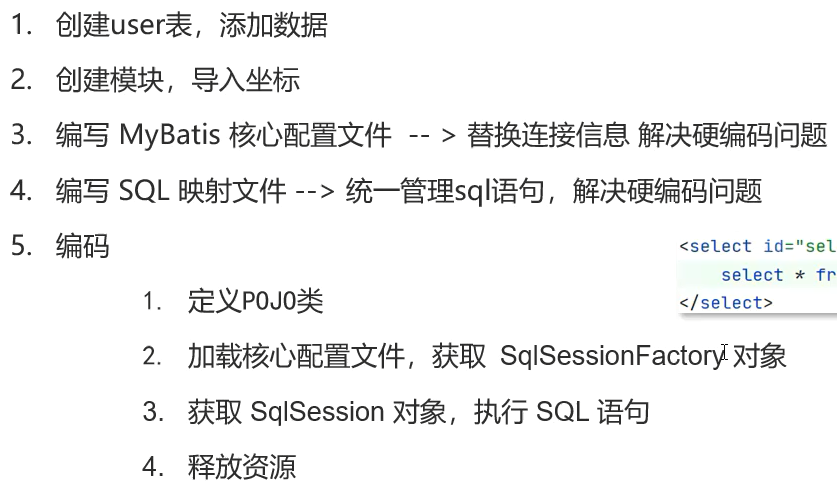 1. 创建user表，添加数据
2. 创建模块，导入坐标
3. 编写 MyBatis 核心配置文件 -- > 替换连接信息 解决硬编码问题
4. 编写 SQL 映射文件 --> 统一管理sql语句，解决硬编码问题
5. 编码
<select id="sel
select * fr
</select>
1. 定义POJO类
2. 加载核心配置文件，获取 SqlSessionFactory 对象
3. 获取 SqlSession 对象，执行 SQL 语句
4. 释放资源